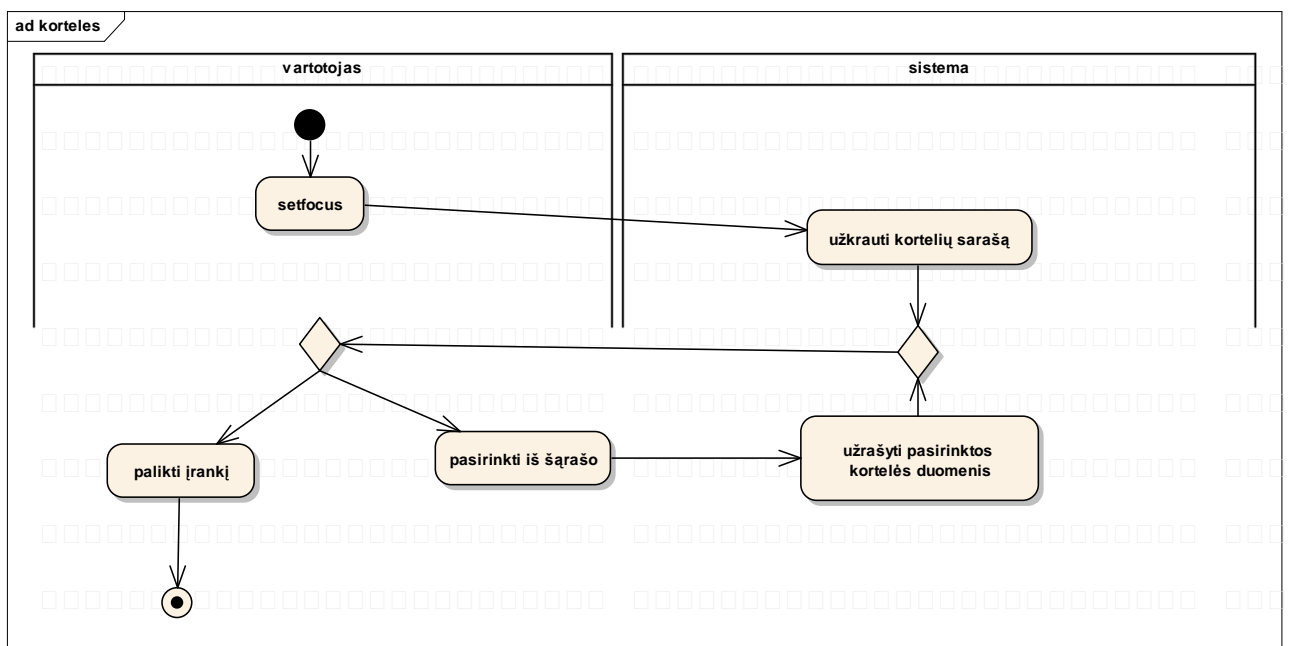 ad korteles
vartotojas
sistema
setfocus
užkrauti kortelių sarašą
palikti įrankį
pasirinkti iš šąrašo
užrašyti pasirinktos
kortelės duomenis